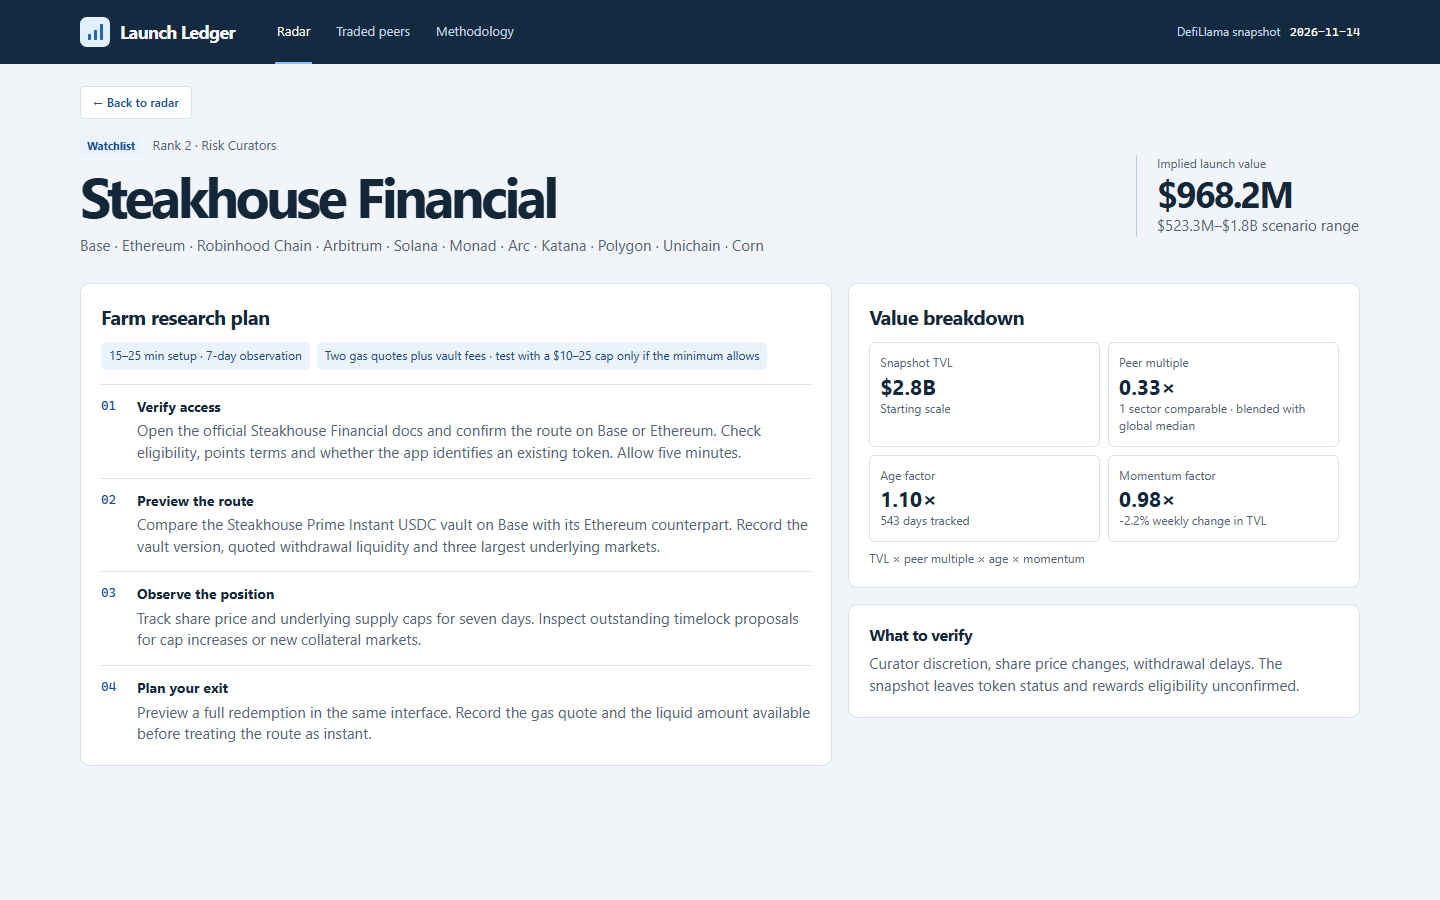 Launch Ledger
Radar
Traded peers
Methodology
DefiLlama snapshot 2026-11-14
← Back to radar
Watchlist
Rank 2 · Risk Curators
Steakhouse Financial
Base · Ethereum · Robinhood Chain · Arbitrum · Solana · Monad · Arc · Katana · Polygon · Unichain · Corn
Implied launch value
$968.2M
$523.3M–$1.8B scenario range
Farm research plan
15–25 min setup · 7-day observation
Two gas quotes plus vault fees · test with a $10–25 cap only if the minimum allows
01
Verify access
Open the official Steakhouse Financial docs and confirm the route on Base or Ethereum. Check
eligibility, points terms and whether the app identifies an existing token. Allow five minutes.
02
Preview the route
Compare the Steakhouse Prime Instant USDC vault on Base with its Ethereum counterpart. Record the
vault version, quoted withdrawal liquidity and three largest underlying markets.
03
Observe the position
Track share price and underlying supply caps for seven days. Inspect outstanding timelock proposals
for cap increases or new collateral markets.
04
Plan your exit
Preview a full redemption in the same interface. Record the gas quote and the liquid amount available
before treating the route as instant.
Value breakdown
Snapshot TVL
$2.8B
Starting scale
Peer multiple
0.33×
1 sector comparable · blended with
global median
Age factor
1.10×
543 days tracked
Momentum factor
0.98×
-2.2% weekly change in TVL
TVL × peer multiple × age × momentum
What to verify
Curator discretion, share price changes, withdrawal delays. The
snapshot leaves token status and rewards eligibility unconfirmed.